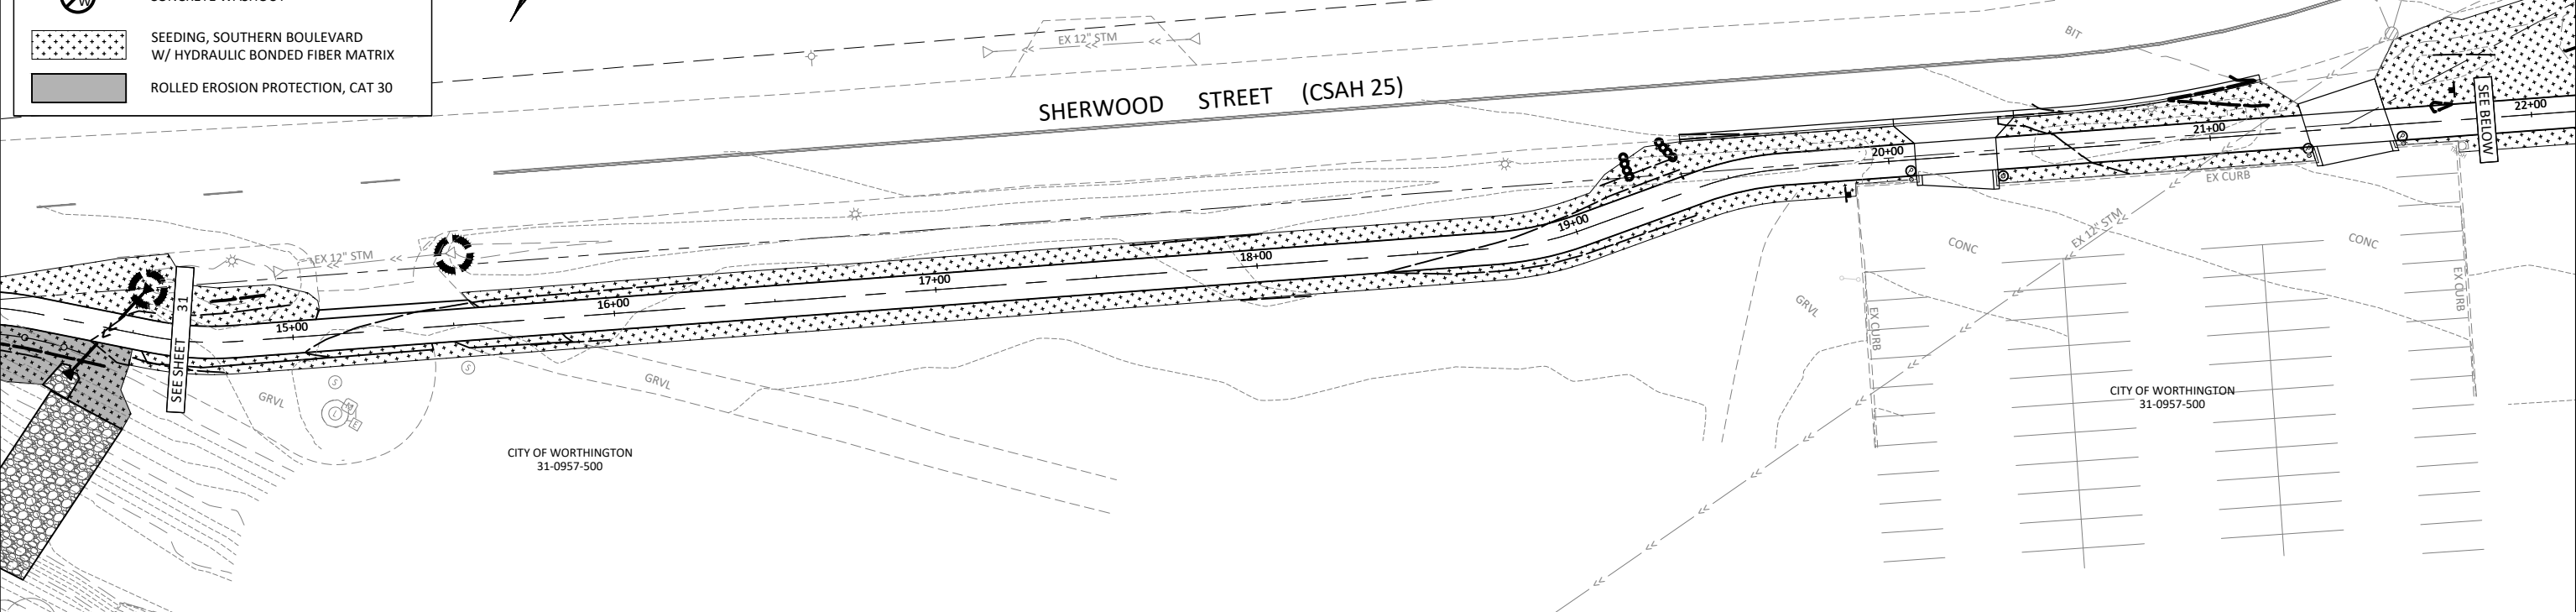 SEEDING, SOUTHERN BOULEVARD
W/ HYDRAULIC BONDED FIBER MATRIX
ROLLED EROSION PROTECTION, CAT 30
EX 12" STM
SHERWOOD STREET (CSAH 25)
BIT
SEE BELOW
22+00
21+00
20+00
19+00
18+00
17+00
16+00
15+00
EX 12" STM
SEE SHEET 31
EX CURB
EX 12" STM
CONC
CONC
EX CURB
EX CURB
GRVL
GRVL
GRVL
S
S
L
M
E
CITY OF WORTHINGTON
31-0957-500
CITY OF WORTHINGTON
31-0957-500